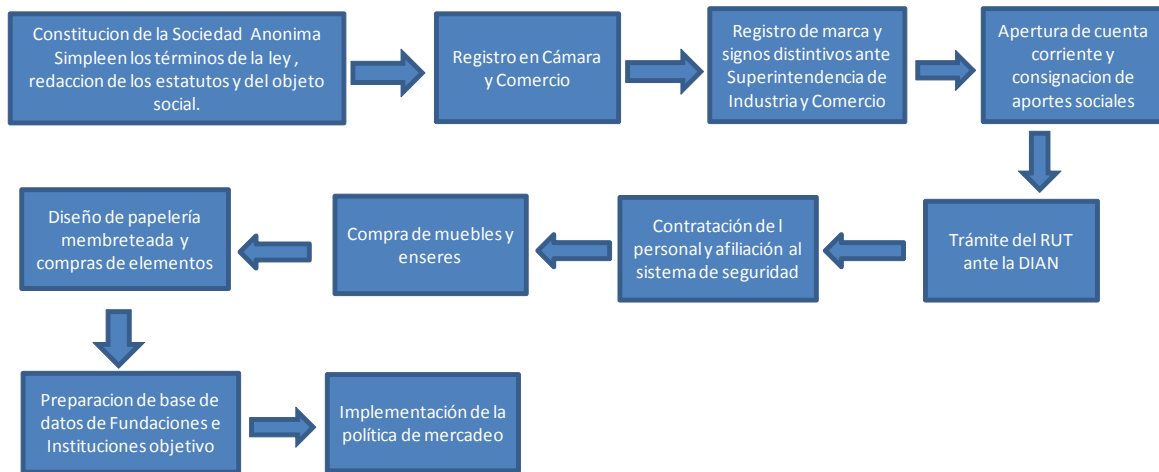 Constitucion de la Sociedad Anonima
Simpleen los términos de la ley ,
redaccion de los estatutos y del objeto
social.
Registro en Cámara
y Comercio
Registro de marca y
signos distintivos ante
Superintendencia de
Industria y Comercio
Apertura de cuenta
corriente y
consignacion de
aportes sociales
Trámite del RUT
ante la DIAN
Contratación de l
personal y afiliación al
sistema de seguridad
Compra de muebles y
enseres
Diseño de papelería
membreteada y
compras de elementos
Preparacion de base de
datos de Fundaciones e
Instituciones objetivo
Implementación de la
política de mercadeo